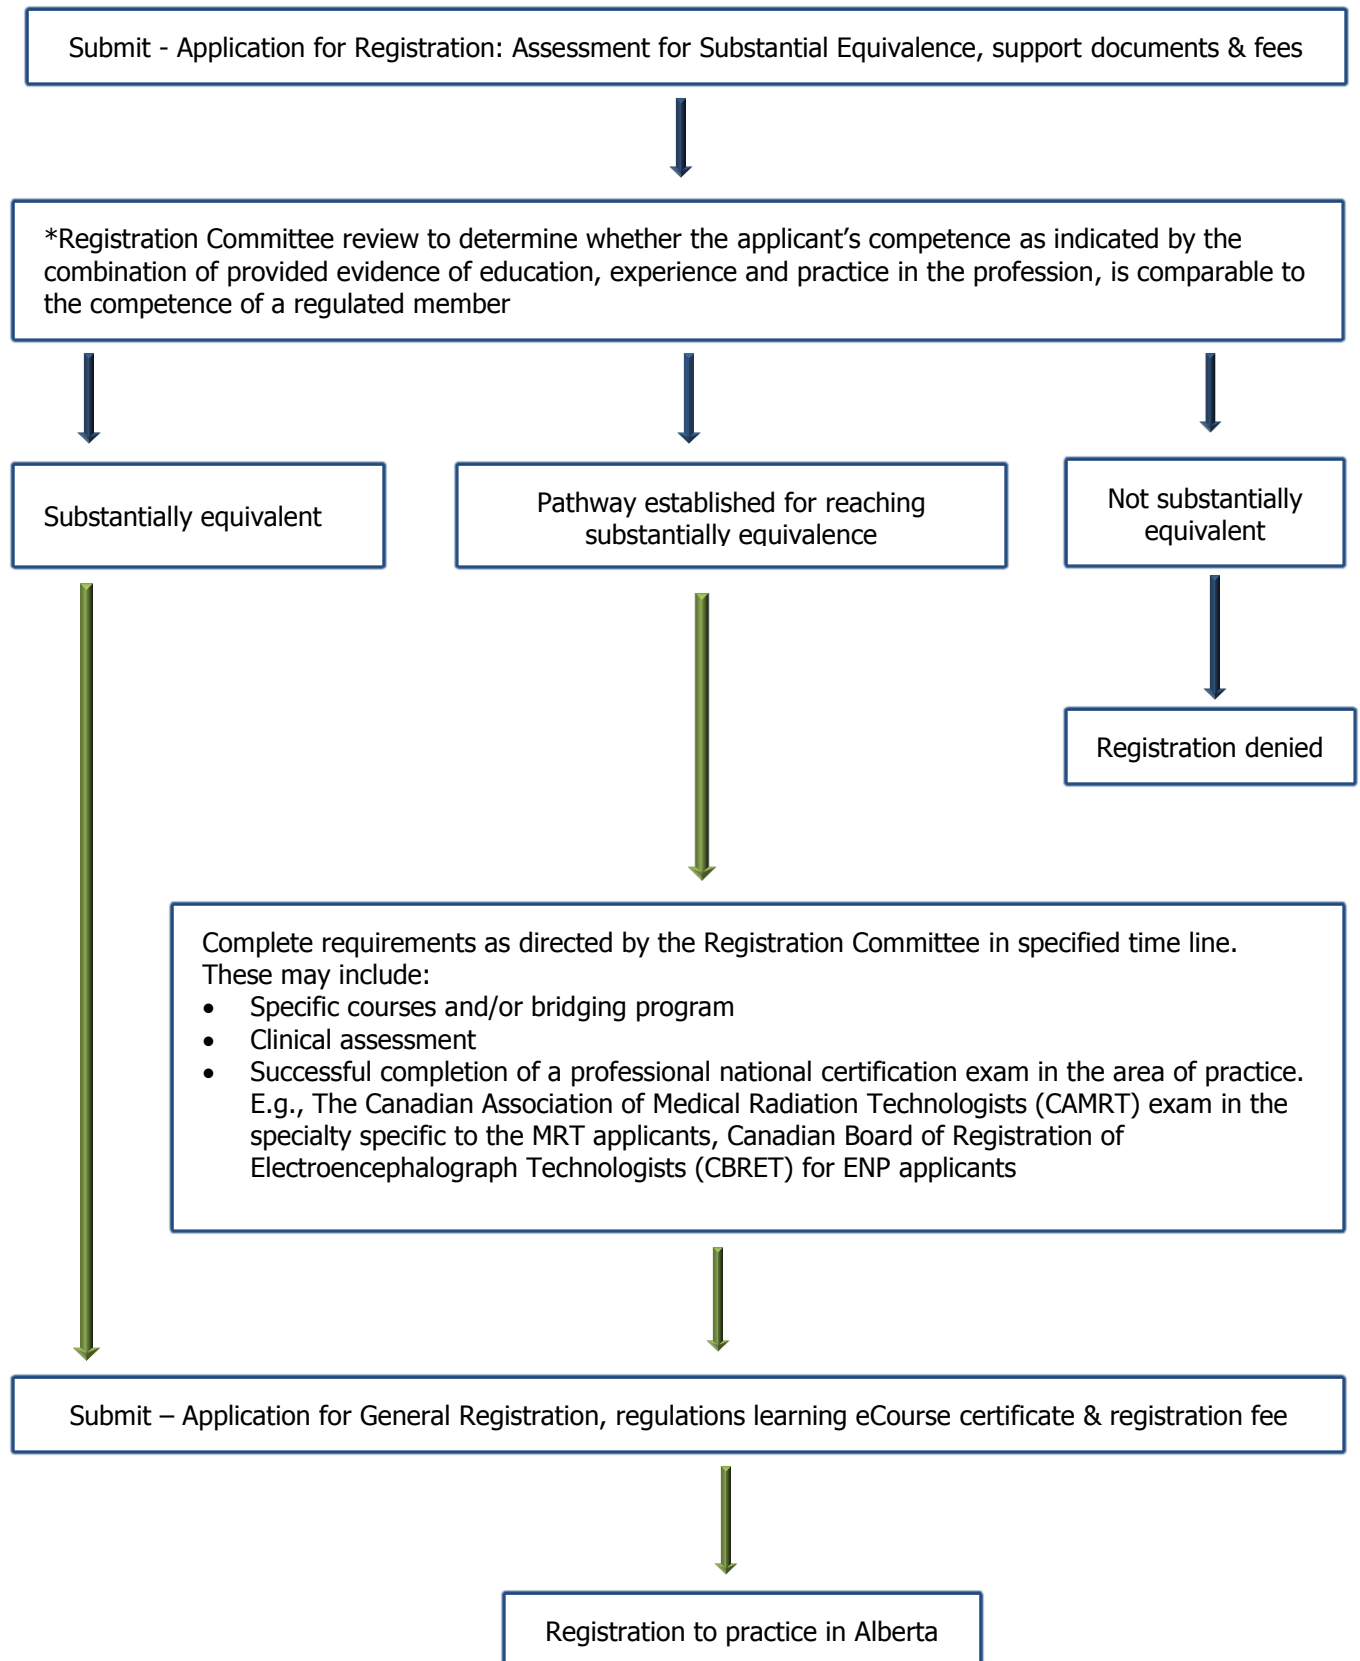 Submit - Application for Registration: Assessment for Substantial Equivalence, support documents & fees
*Registration Committee review to determine whether the applicant’s competence as indicated by the
combination of provided evidence of education, experience and practice in the profession, is comparable to
the competence of a regulated member
Substantially equivalent
Pathway established for reaching
substantially equivalence
Not substantially
equivalent
Registration denied
Complete requirements as directed by the Registration Committee in specified time line.
These may include:
• Specific courses and/or bridging program
• Clinical assessment
• Successful completion of a professional national certification exam in the area of practice.
E.g., The Canadian Association of Medical Radiation Technologists (CAMRT) exam in the
specialty specific to the MRT applicants, Canadian Board of Registration of
Electroencephalograph Technologists (CBRET) for ENP applicants
Submit – Application for General Registration, regulations learning eCourse certificate & registration fee
Registration to practice in Alberta